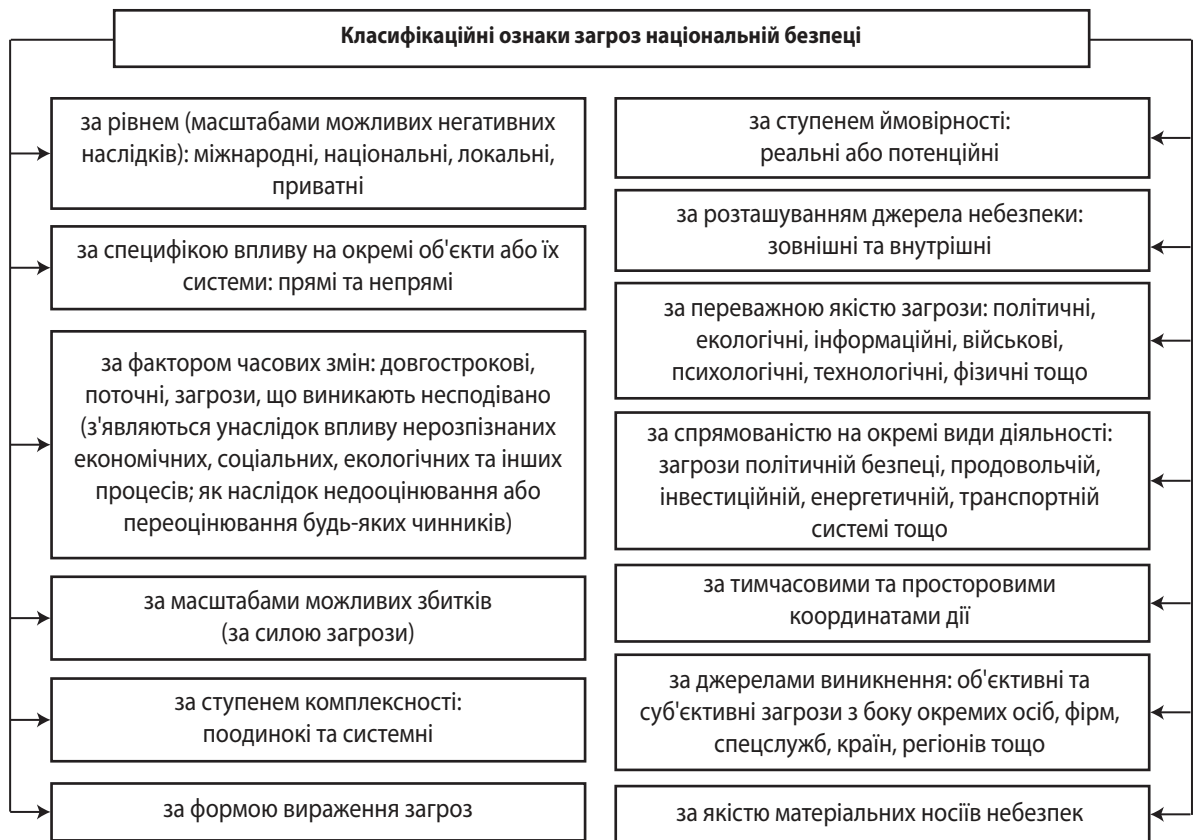 Класифікаційні ознаки загроз національній безпеці
за рівнем (масштабами можливих негативних
наслідків): міжнародні, національні, локальні,
приватні
за специфікою впливу на окремі об'єкти або їх
системи: прямі та непрямі
за фактором часових змін: довгострокові,
поточні, загрози, що виникають несподівано
(з'являються унаслідок впливу нерозпізнаних
економічних, соціальних, екологічних та інших
процесів; як наслідок недооцінювання або
переоцінювання будь-яких чинників)
за масштабами можливих збитків
(за силою загрози)
за ступенем комплексності:
поодинокі та системні
за формою вираження загроз
за ступенем ймовірності:
реальні або потенційні
за розташуванням джерела небезпеки:
зовнішні та внутрішні
за переважною якістю загрози: політичні,
екологічні, інформаційні, військові,
психологічні, технологічні, фізичні тощо
за спрямованістю на окремі види діяльності:
загрози політичній безпеці, продовольчій,
інвестиційній, енергетичній, транспортній
системі тощо
за тимчасовими та просторовими
координатами дії
за джерелами виникнення: об'єктивні та
суб'єктивні загрози з боку окремих осіб, фірм,
спецслужб, країн, регіонів тощо
за якістю матеріальних носіїв небезпек